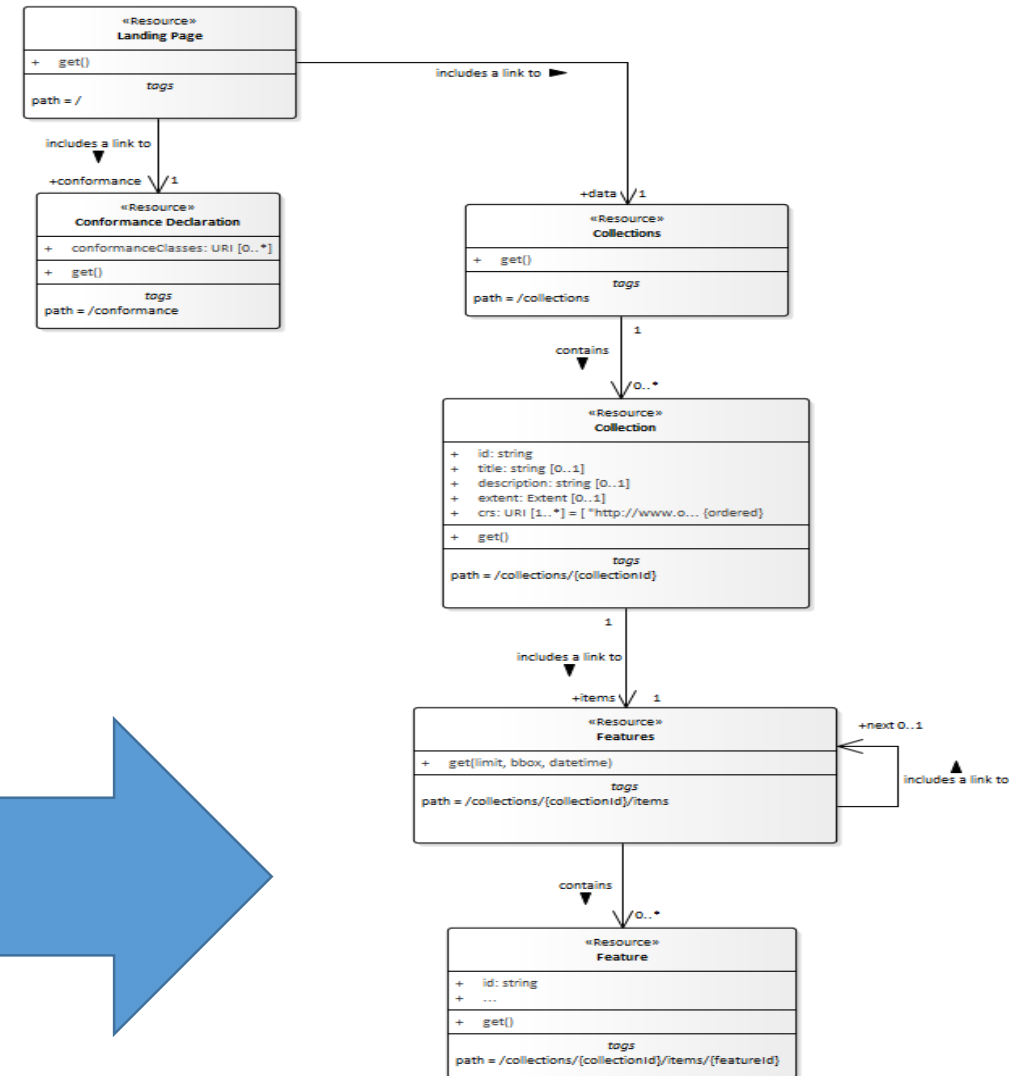 «Resource»
Landing Page
+ get()
tags
path = /
includes a link to
includes a link to
+conformance 1
«Resource»
Conformance Declaration
+ conformanceClasses: URI [0..*]
+ get()
tags
path = /conformance
+data 1
«Resource»
Collections
+ get()
tags
path = /collections
1
contains
0..*
«Resource»
Collection
+ id: string
+ title: string [0..1]
+ description: string [0..1]
+ extent: Extent [0..1]
+ crs: URI [1..*] = [ "http://www.o... {ordered}
+ get()
tags
path = /collections/{collectionId}
1
includes a link to
+items 1
«Resource»
Features
+ get(limit, bbox, datetime)
tags
path = /collections/{collectionId}/items
+next 0..1
includes a link to
contains
0..*
«Resource»
Feature
+ id: string
+ ...
+ get()
tags
path = /collections/{collectionId}/items/{featureId}